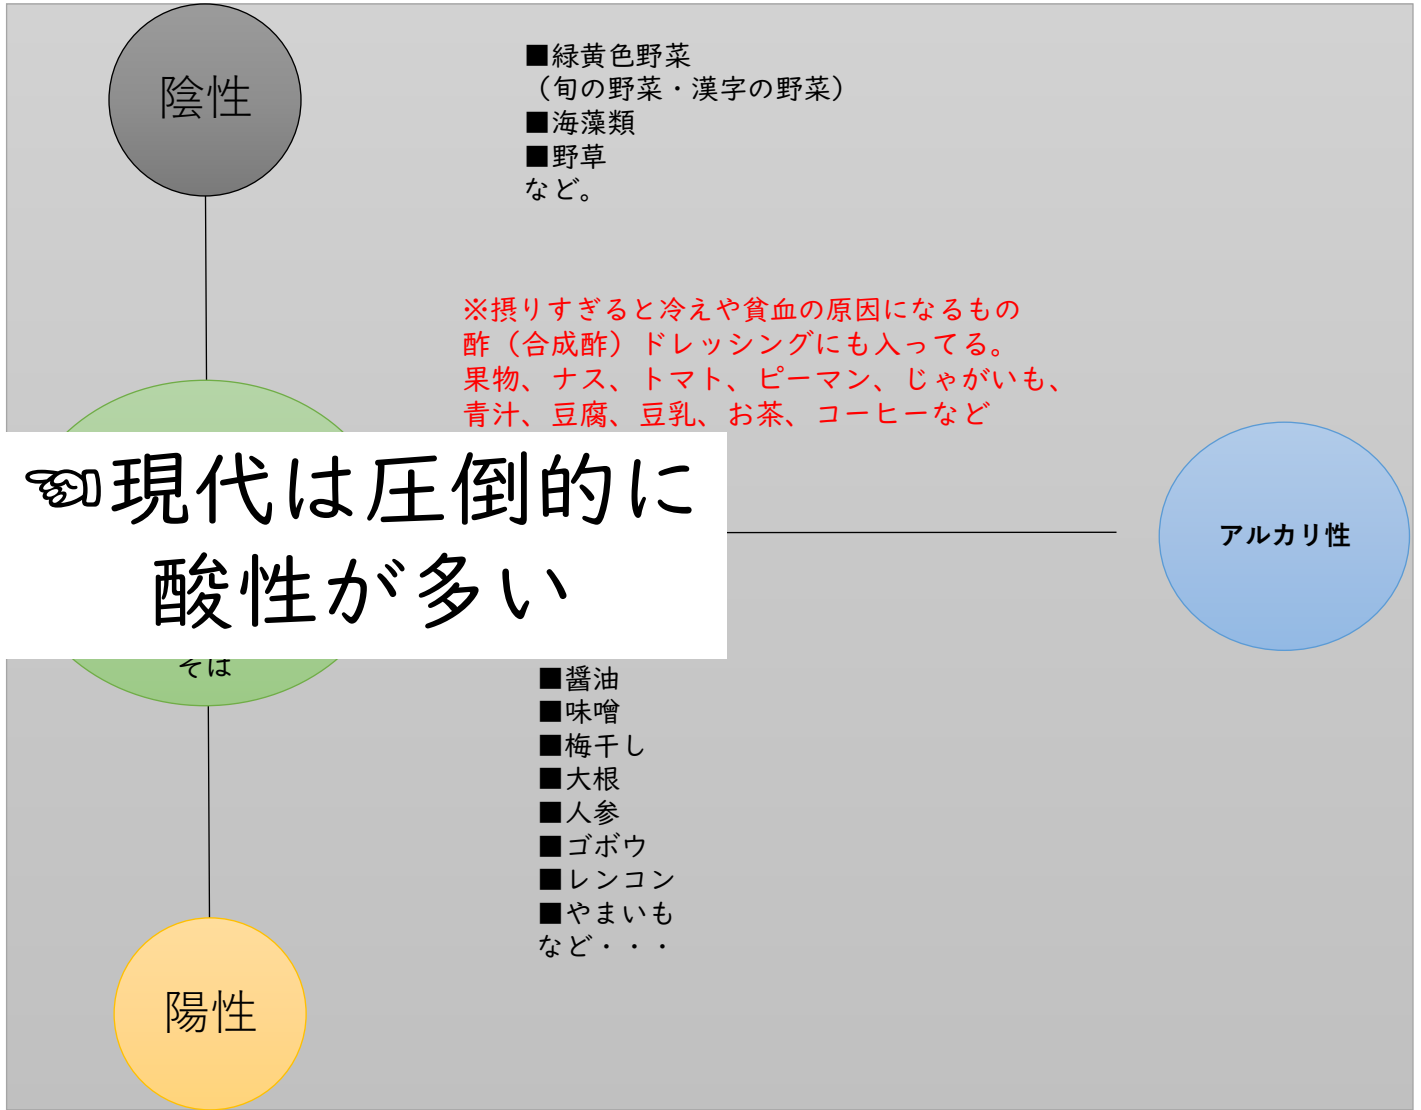 陰性
■緑黄色野菜
（旬の野菜・漢字の野菜）
■海藻類
■野草
など。
※摂りすぎると冷えや貧血の原因になるもの
酢（合成酢）ドレッシングにも入ってる。
果物、ナス、トマト、ピーマン、じゃがいも、
青汁、豆腐、豆乳、お茶、コーヒーなど
☜現代は圧倒的に
酸性が多い
アルカリ性
そば
■醤油
■味噌
■梅干し
■大根
■人参
■ゴボウ
■レンコン
■やまいも
など・・・
陽性